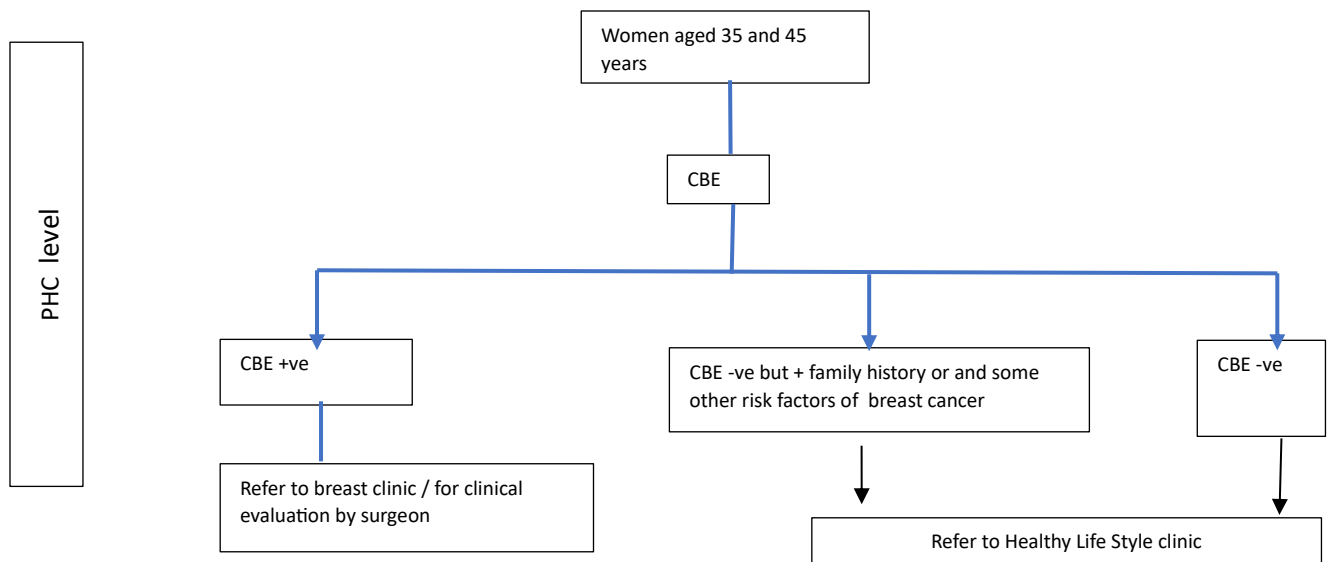 Women aged 35 and 45
years
PHC level
CBE
CBE +ve
CBE -ve but + family history or and some
other risk factors of breast cancer
CBE -ve
Refer to breast clinic / for clinical
evaluation by surgeon
Refer to Healthy Life Style clinic